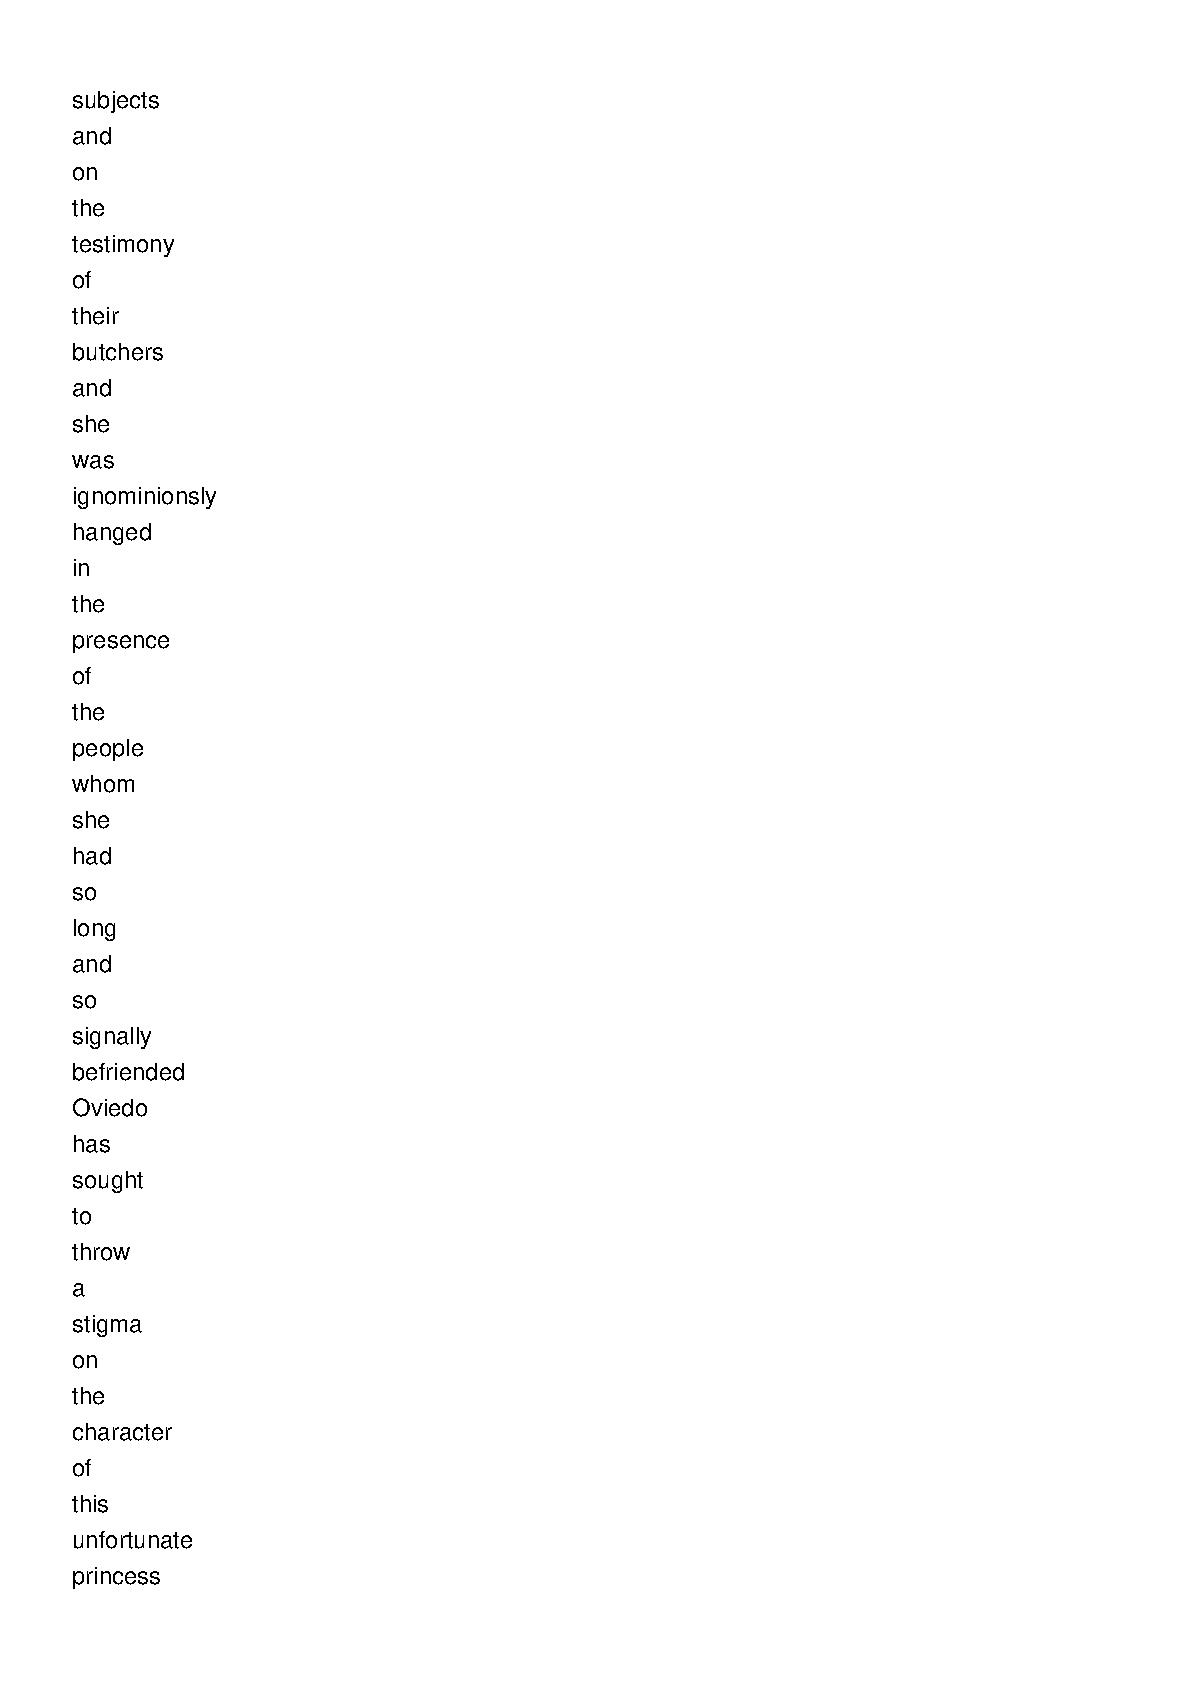 subjects
and
on
the
testimony
of
their
butchers
and
she
was
ignominionsly
hanged
in
the
presence
of
the
people
whom
she
had
so
long
and
so
signally
befriended
Oviedo
has
sought
to
throw
a
stigma
on
the
character
of
this
unfortunate
princess